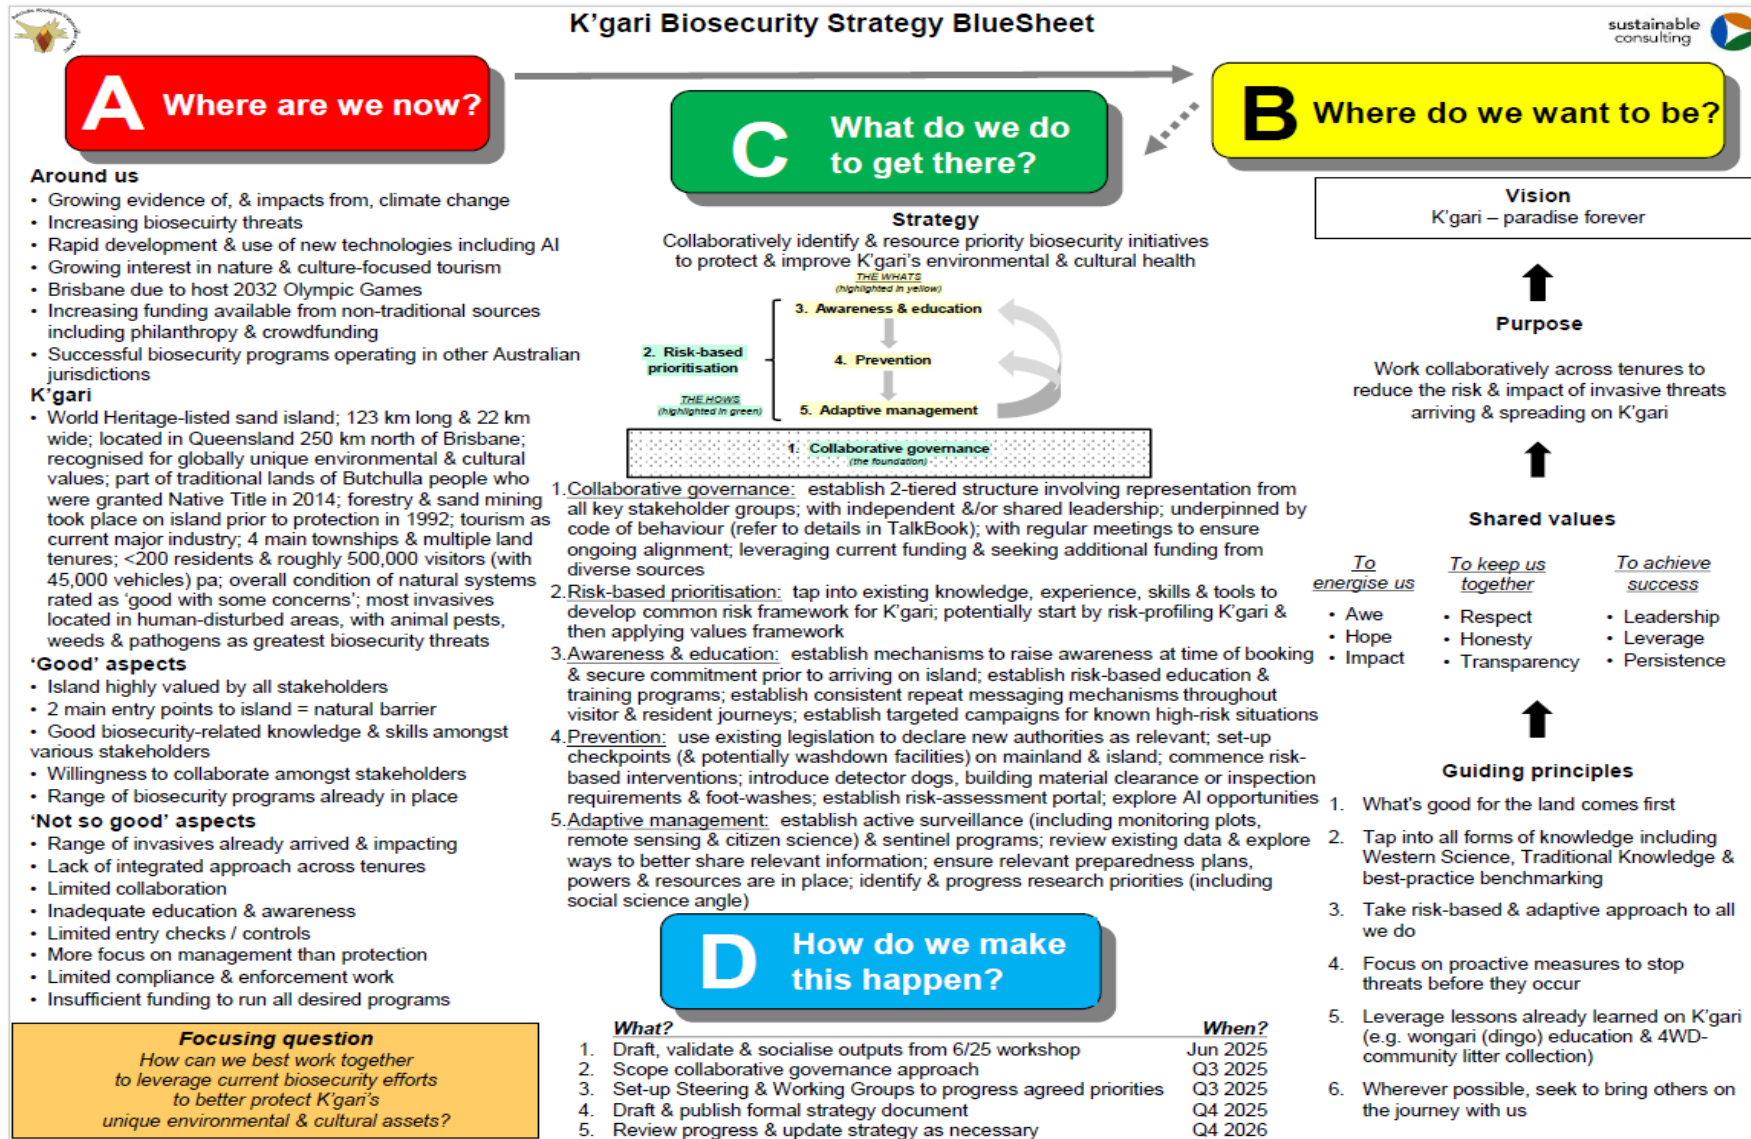 K'gari Biosecurity Strategy BlueSheet
sustainable
consulting
A Where are we now?
Around us
• Growing evidence of, & impacts from, climate change
• Increasing biosecuirty threats
• Rapid development & use of new technologies including AI
• Growing interest in nature & culture-focused tourism
• Brisbane due to host 2032 Olympic Games
• Increasing funding available from non-traditional sources
including philanthropy & crowdfunding
• Successful biosecurity programs operating in other Australian
jurisdictions
K'gari
• World Heritage-listed sand island; 123 km long & 22 km
wide; located in Queensland 250 km north of Brisbane;
recognised for globally unique environmental & cultural
values; part of traditional lands of Butchulla people who
were granted Native Title in 2014; forestry & sand mining
took place on island prior to protection in 1992; tourism as
current major industry; 4 main townships & multiple land
tenures; <200 residents & roughly 500,000 visitors (with
45,000 vehicles) pa; overall condition of natural systems
rated as 'good with some concerns'; most invasives
located in human-disturbed areas, with animal pests,
weeds & pathogens as greatest biosecurity threats
'Good' aspects
• Island highly valued by all stakeholders
• 2 main entry points to island = natural barrier
• Good biosecurity-related knowledge & skills amongst
various stakeholders
• Willingness to collaborate amongst stakeholders
• Range of biosecurity programs already in place
'Not so good' aspects
• Range of invasives already arrived & impacting
• Lack of integrated approach across tenures
• Limited collaboration
• Inadequate education & awareness
• Limited entry checks / controls
• More focus on management than protection
• Limited compliance & enforcement work
• Insufficient funding to run all desired programs
Focusing question
How can we best work together
to leverage current biosecurity efforts
to better protect K'gari's
unique environmental & cultural assets?
C What do we do
to get there?
Strategy
Collaboratively identify & resource priority biosecurity initiatives
to protect & improve K'gari's environmental & cultural health
THE WHATS
(highlighted in yellow)
3. Awareness & education
2. Risk-based
prioritisation
4. Prevention
THE HOWS
(highlighted in green)
5. Adaptive management
1. Collaborative governance
(the foundation)
1. Collaborative governance: establish 2-tiered structure involving representation from
all key stakeholder groups; with independent &/or shared leadership; underpinned by
code of behaviour (refer to details in TalkBook); with regular meetings to ensure
ongoing alignment; leveraging current funding & seeking additional funding from
diverse sources
2. Risk-based prioritisation: tap into existing knowledge, experience, skills & tools to
develop common risk framework for K'gari; potentially start by risk-profiling K'gari &
then applying values framework
3. Awareness & education: establish mechanisms to raise awareness at time of booking
& secure commitment prior to arriving on island; establish risk-based education &
training programs; establish consistent repeat messaging mechanisms throughout
visitor & resident journeys; establish targeted campaigns for known high-risk situations
4. Prevention: use existing legislation to declare new authorities as relevant; set-up
checkpoints (& potentially washdown facilities) on mainland & island; commence risk-
based interventions; introduce detector dogs, building material clearance or inspection
requirements & foot-washes; establish risk-assessment portal; explore AI opportunities
5. Adaptive management: establish active surveillance (including monitoring plots,
remote sensing & citizen science) & sentinel programs; review existing data & explore
ways to better share relevant information; ensure relevant preparedness plans,
powers & resources are in place; identify & progress research priorities (including
social science angle)
D How do we make
this happen?
What? When?
1. Draft, validate & socialise outputs from 6/25 workshop Jun 2025
2. Scope collaborative governance approach Q3 2025
3. Set-up Steering & Working Groups to progress agreed priorities Q3 2025
4. Draft & publish formal strategy document Q4 2025
5. Review progress & update strategy as necessary Q4 2026
B Where do we want to be?
Vision
K'gari – paradise forever
Purpose
Work collaboratively across tenures to
reduce the risk & impact of invasive threats
arriving & spreading on K'gari
Shared values
To
energise us
• Awe
• Hope
• Impact
To keep us
together
• Respect
• Honesty
• Transparency
To achieve
success
• Leadership
• Leverage
• Persistence
Guiding principles
1. What's good for the land comes first
2. Tap into all forms of knowledge including
Western Science, Traditional Knowledge &
best-practice benchmarking
3. Take risk-based & adaptive approach to all
we do
4. Focus on proactive measures to stop
threats before they occur
5. Leverage lessons already learned on K'gari
(e.g. wongari (dingo) education & 4WD-
community litter collection)
6. Wherever possible, seek to bring others on
the journey with us